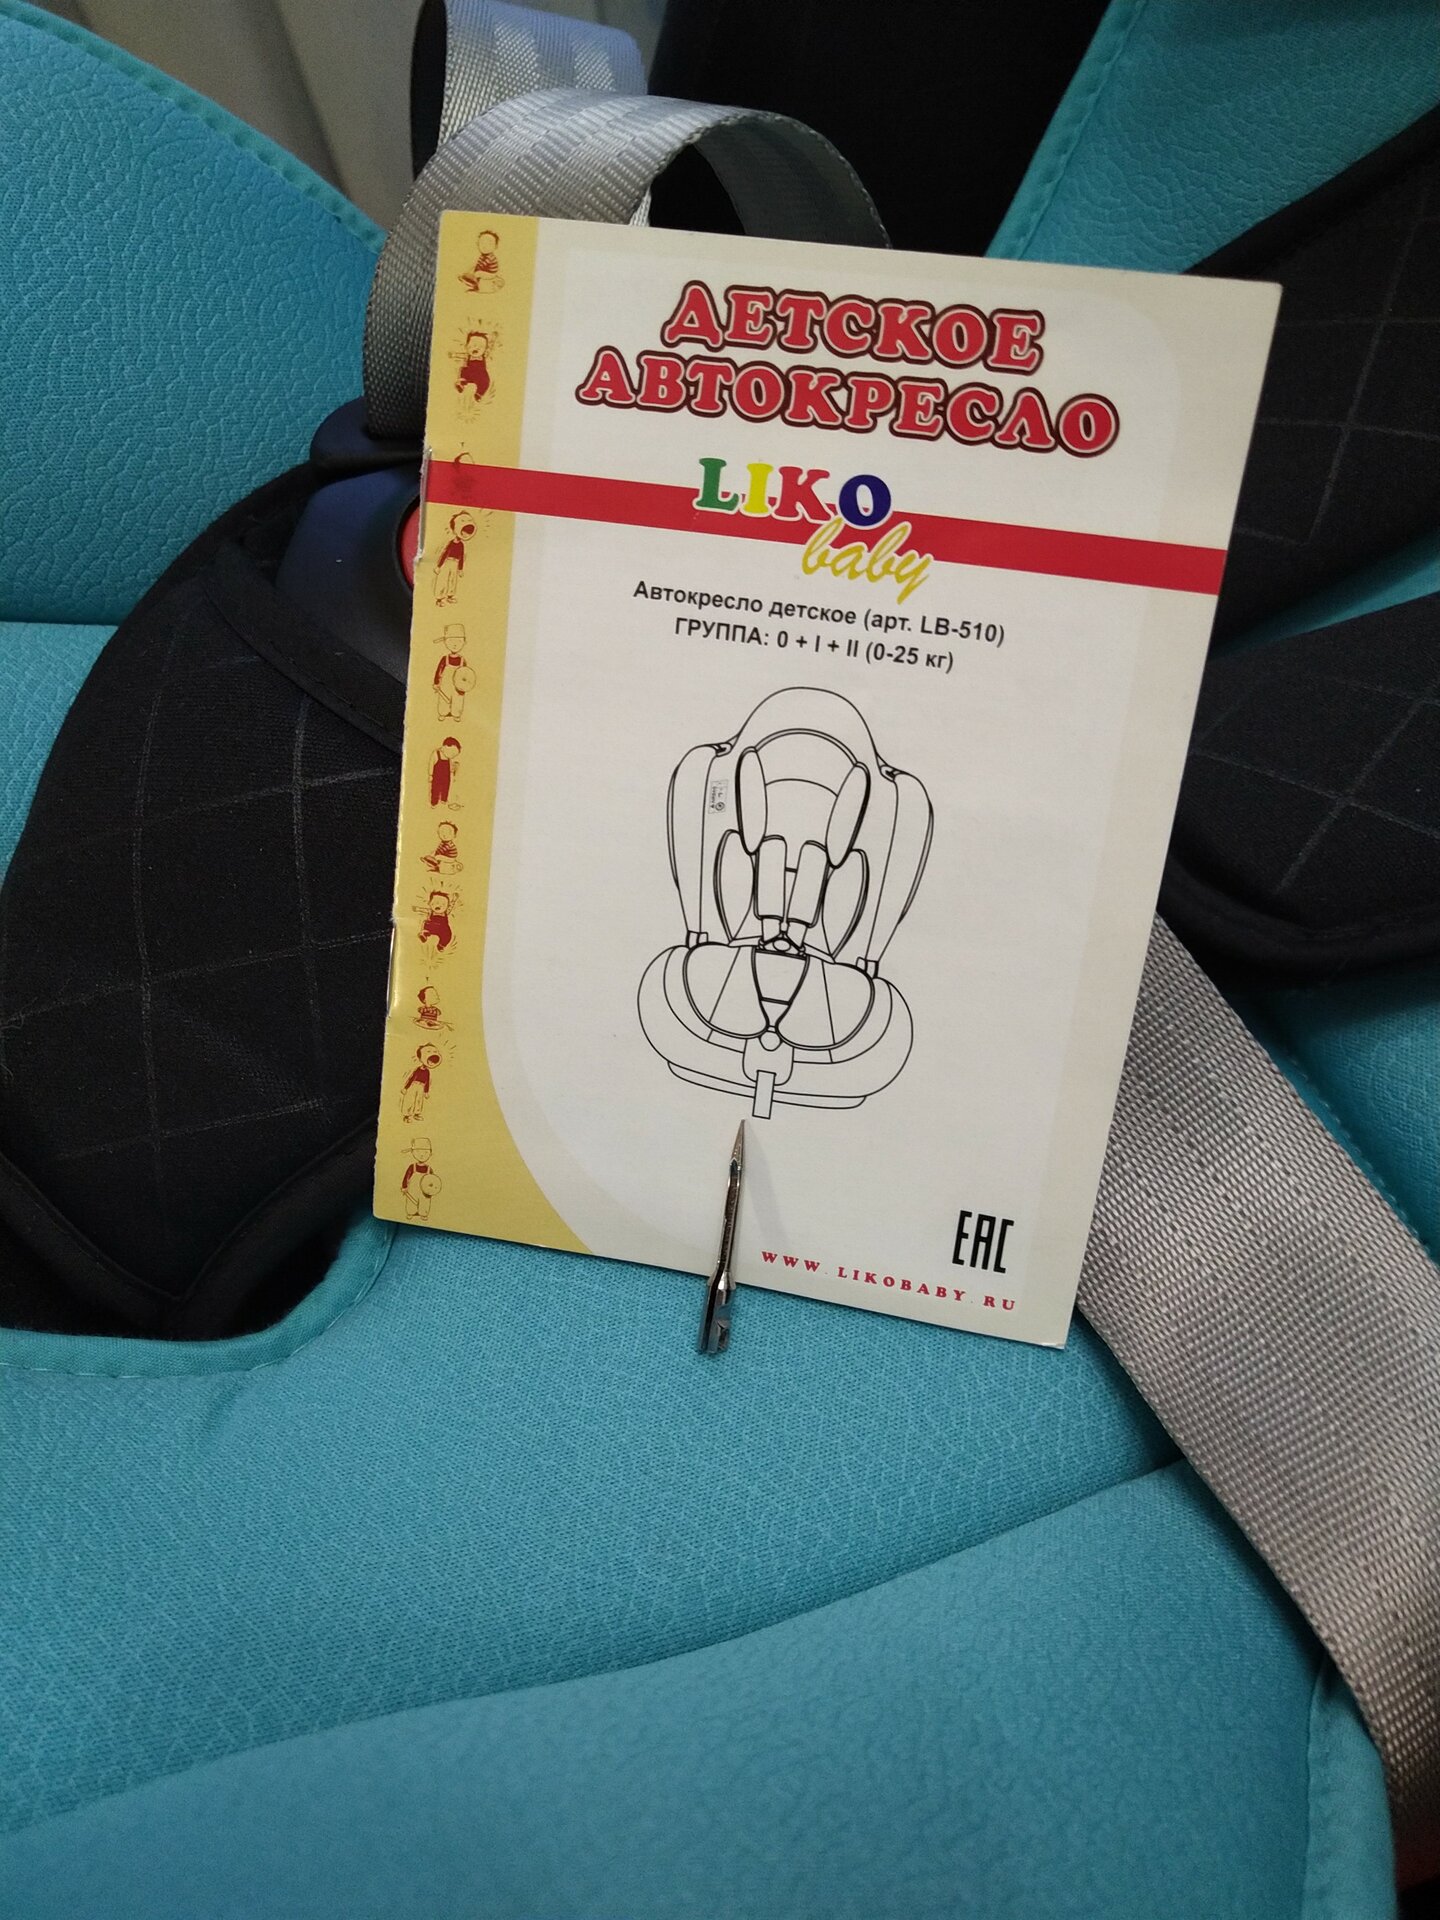 ДЕТСКОЕ
АВТОКРЕСЛО
LIKO
baby
Автокресло детское (арт. LB-510)
ГРУППА: 0 + I + II (0-25 кг)
EAC
WWW.LIKOBABY.RU